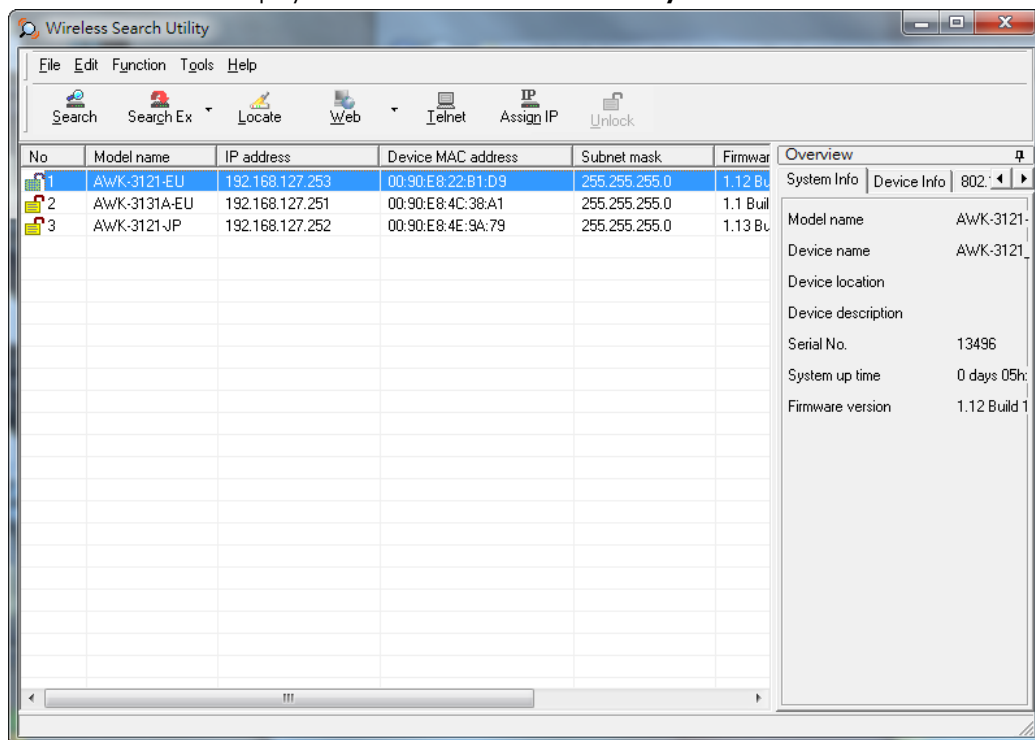 Wireless Search Utility
File Edit Function Tools Help
Search Search Ex Locate Web Telnet Assign IP Unlock
No Model name IP address Device MAC address Subnet mask Firmwar
1 AWK-3121-EU 192.168.127.253 00:90:E8:22:B1:D9 255.255.255.0 1.12 Bu
2 AWK-3131A-EU 192.168.127.251 00:90:E8:4C:38:A1 255.255.255.0 1.1 Buil
3 AWK-3121-JP 192.168.127.252 00:90:E8:4E:9A:79 255.255.255.0 1.13 Bu
Overview
System Info Device Info 802.
Model name AWK-3121-
Device name AWK-3121_
Device location
Device description
Serial No. 13496
System up time 0 days 05h:
Firmware version 1.12 Build 1